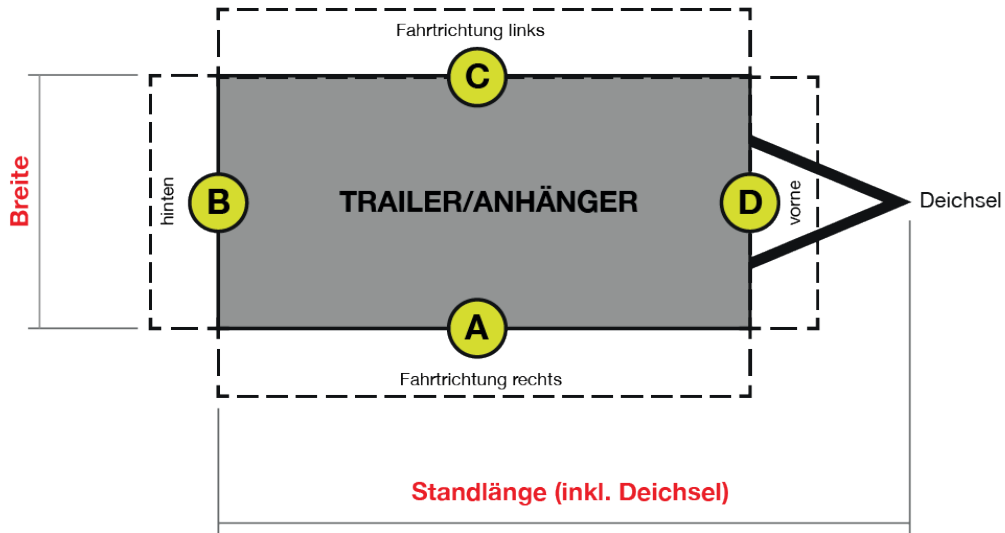 Fahrtrichtung links
C
Breite
hinten
B
TRAILER/ANHÄNGER
D
vorne
Deichsel
A
Fahrtrichtung rechts
Standlänge (inkl. Deichsel)